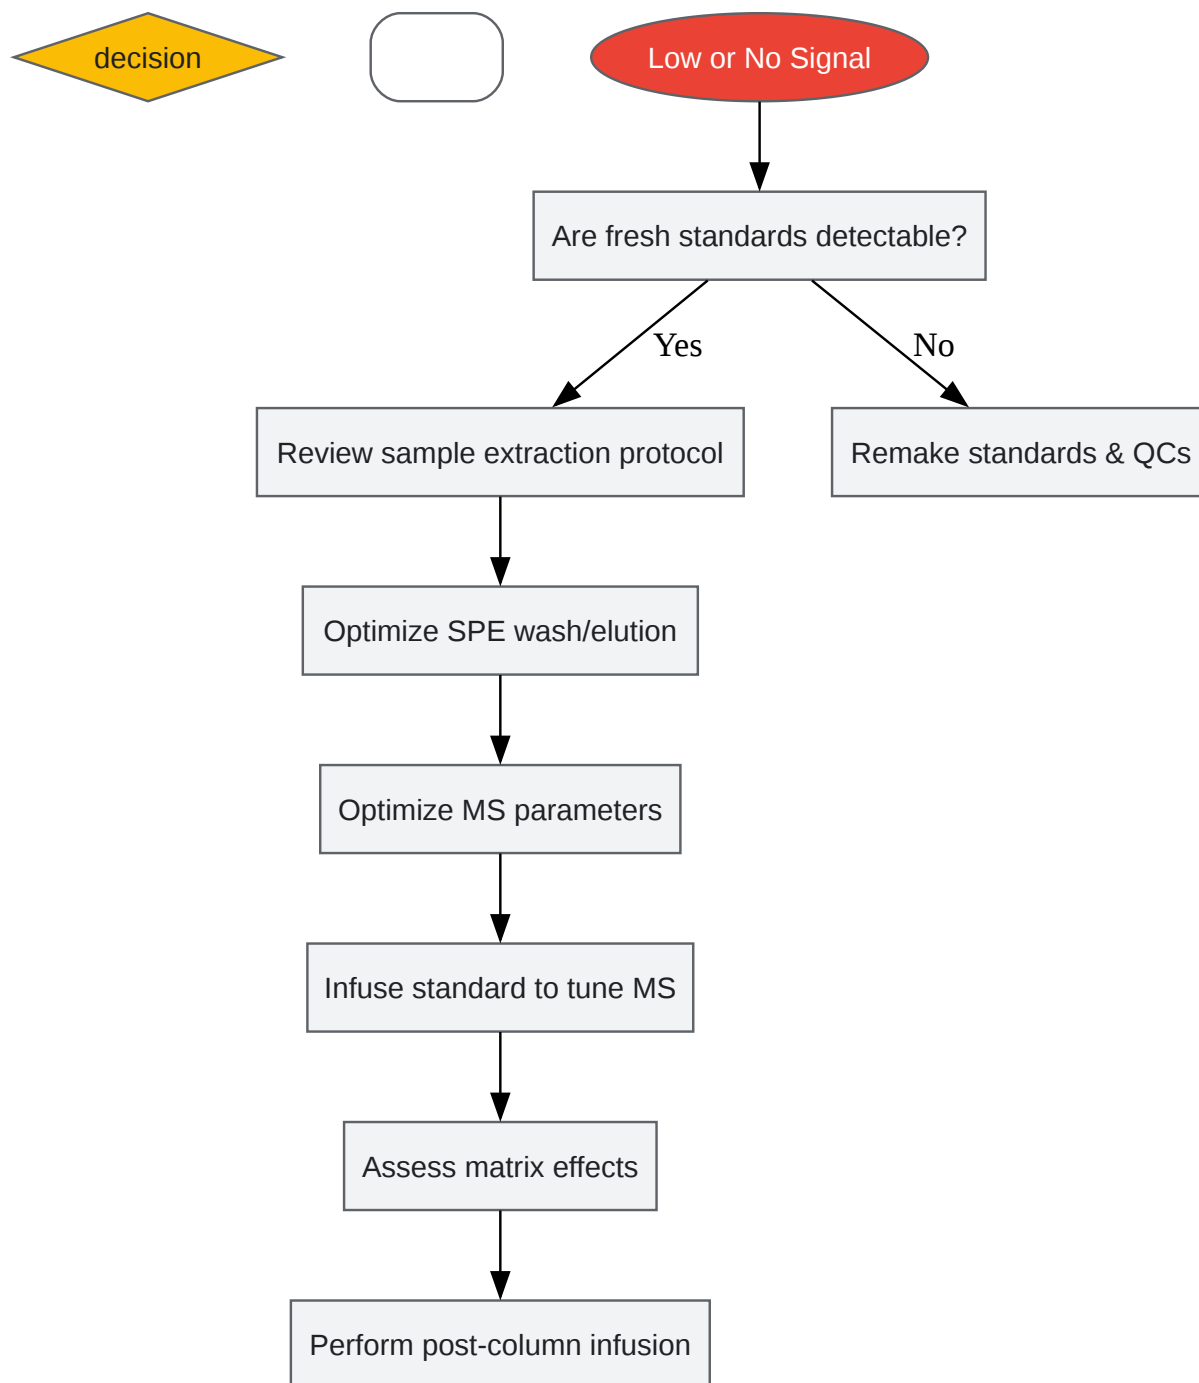 decision
Low or No Signal
Are fresh standards detectable?
Yes
No
Review sample extraction protocol
Remake standards & QCs
Optimize SPE wash/elution
Optimize MS parameters
Infuse standard to tune MS
Assess matrix effects
Perform post-column infusion